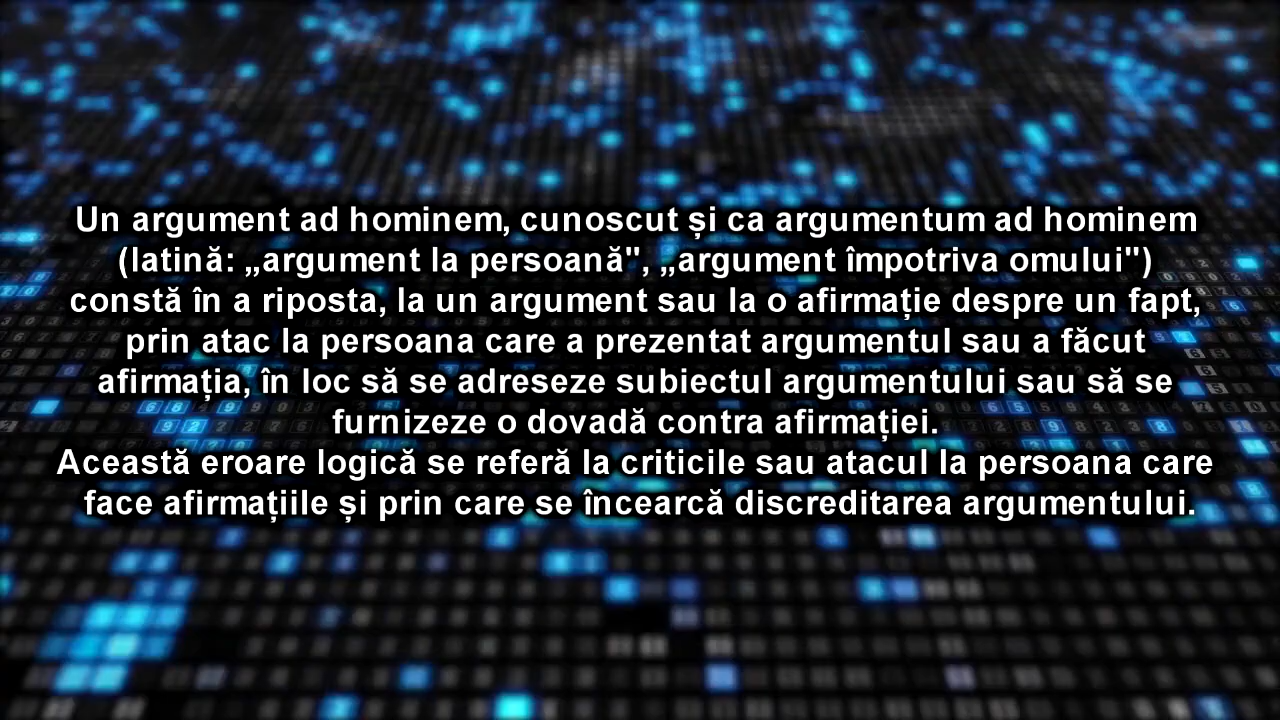 Un argument ad hominem, cunoscut și ca argumentum ad hominem
(latină: „argument la persoană", „argument împotriva omului")
constă în a riposta, la un argument sau la o afirmație despre un fapt,
prin atac la persoana care a prezentat argumentul sau a făcut
afirmația, în loc să se adreseze subiectul argumentului sau să se
furnizeze o dovadă contra afirmației.
Această eroare logică se referă la criticile sau atacul la persoana care
face afirmațiile și prin care se încearcă discreditarea argumentului.